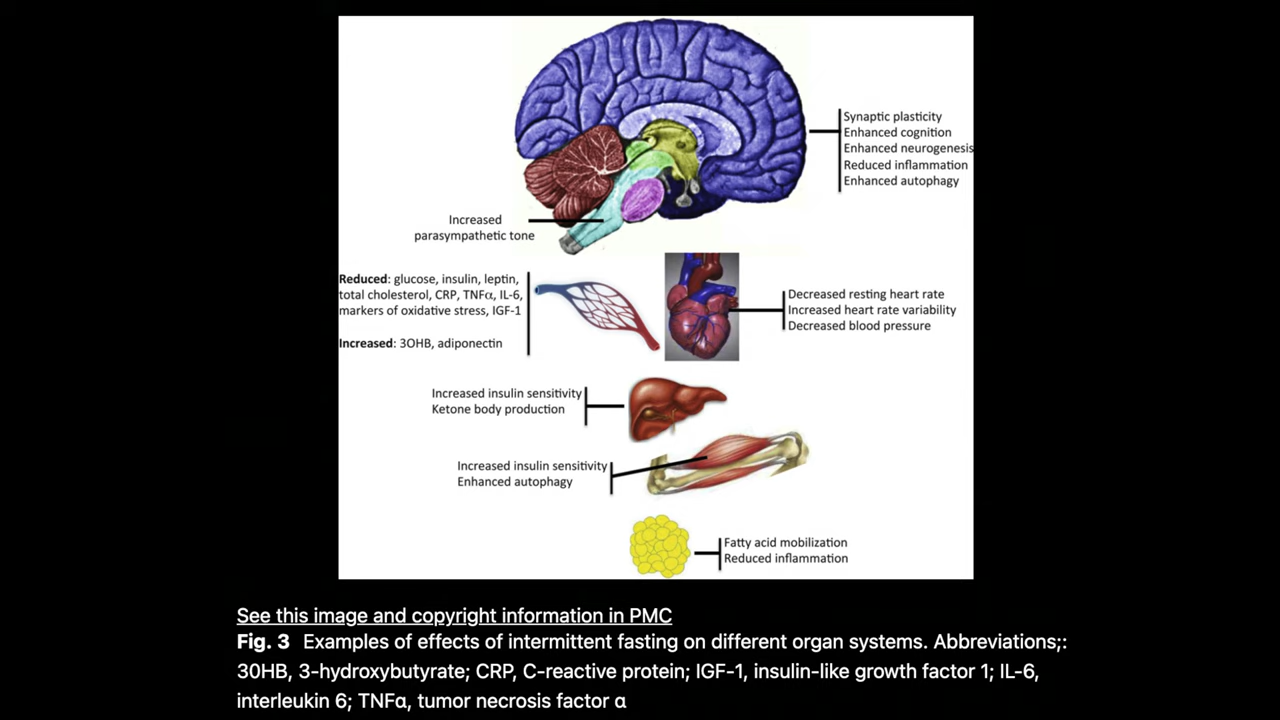 Synaptic plasticity
Enhanced cognition
Enhanced neurogenesis
Reduced inflammation
Enhanced autophagy
Increased
parasympathetic tone
Reduced: glucose, insulin, leptin,
total cholesterol, CRP, TNFα, IL-6,
markers of oxidative stress, IGF-1
Increased: 3OHB, adiponectin
Decreased resting heart rate
Increased heart rate variability
Decreased blood pressure
Increased insulin sensitivity
Ketone body production
Increased insulin sensitivity
Enhanced autophagy
Fatty acid mobilization
Reduced inflammation
See this image and copyright information in PMC
Fig. 3 Examples of effects of intermittent fasting on different organ systems. Abbreviations;:
30HB, 3-hydroxybutyrate; CRP, C-reactive protein; IGF-1, insulin-like growth factor 1; IL-6,
interleukin 6; TNFα, tumor necrosis factor α